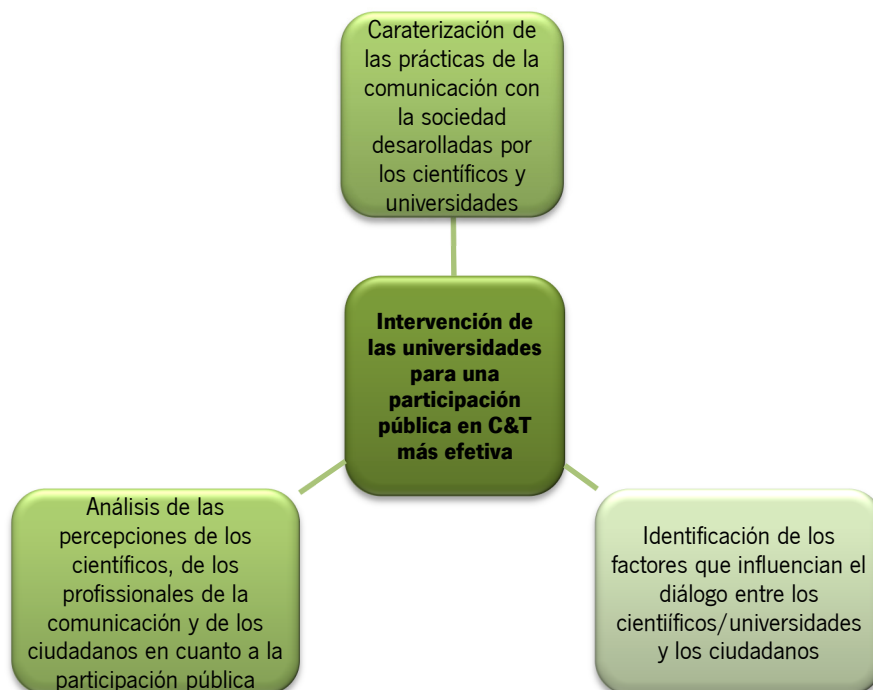 Caraterización de
las prácticas de la
comunicación con
la sociedad
desarolladas por
los científicos y
universidades
Intervención de
las universidades
para una
participación
pública en C&T
más efetiva
Análisis de las
percepciones de los
científicos, de los
profissionales de la
comunicación y de los
ciudadanos en cuanto a la
participación pública
Identificación de los
factores que influencian el
diálogo entre los
cientiíficos/universidades
y los ciudadanos